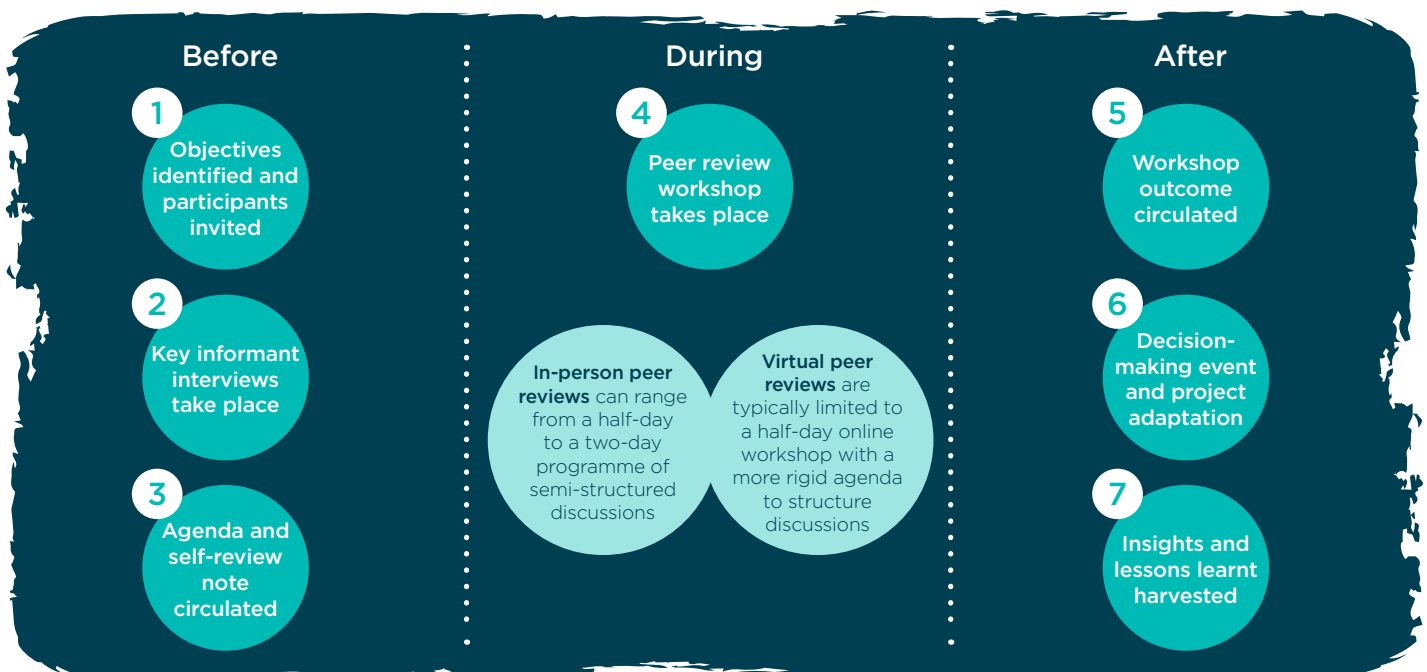 Before
1
Objectives
identified and
participants
invited
2
Key informant
interviews
take place
3
Agenda and
self-review
note
circulated
During
4
Peer review
workshop
takes place
In-person peer
reviews can range
from a half-day
to a two-day
programme of
semi-structured
discussions
Virtual peer
reviews are
typically limited to
a half-day online
workshop with a
more rigid agenda
to structure
discussions
After
5
Workshop
outcome
circulated
6
Decision-
making event
and project
adaptation
7
Insights and
lessons learnt
harvested